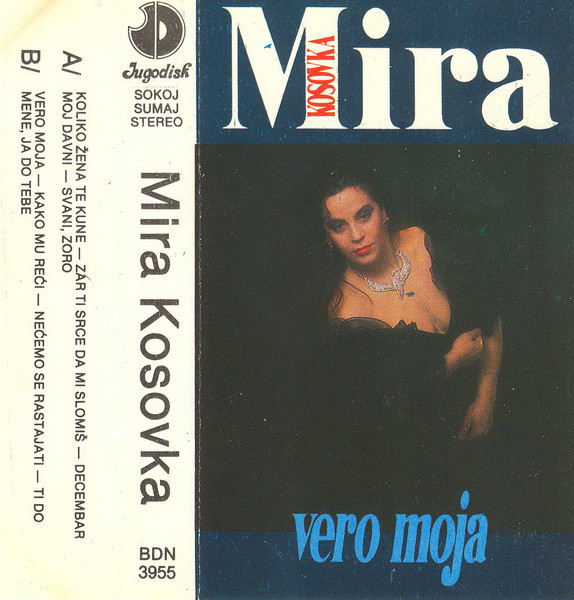 Jugodisk
SOKOJ
SUMAJ
STEREO
Mira Kosovka
BDN
3955
A/
KOLIKO ŽENA TE KUNE — ZÁR TI SRCE DA MI SLOMIŠ — DECEMBAR
MOJ DAVNI — SVANI, ZORO
B/
VERO MOJA — KAKO MU REĆI — NEĆEMO SE RASTAJATI — TI DO
MENE, JA DO TEBE
Mira
KOSOVKA
vero moja